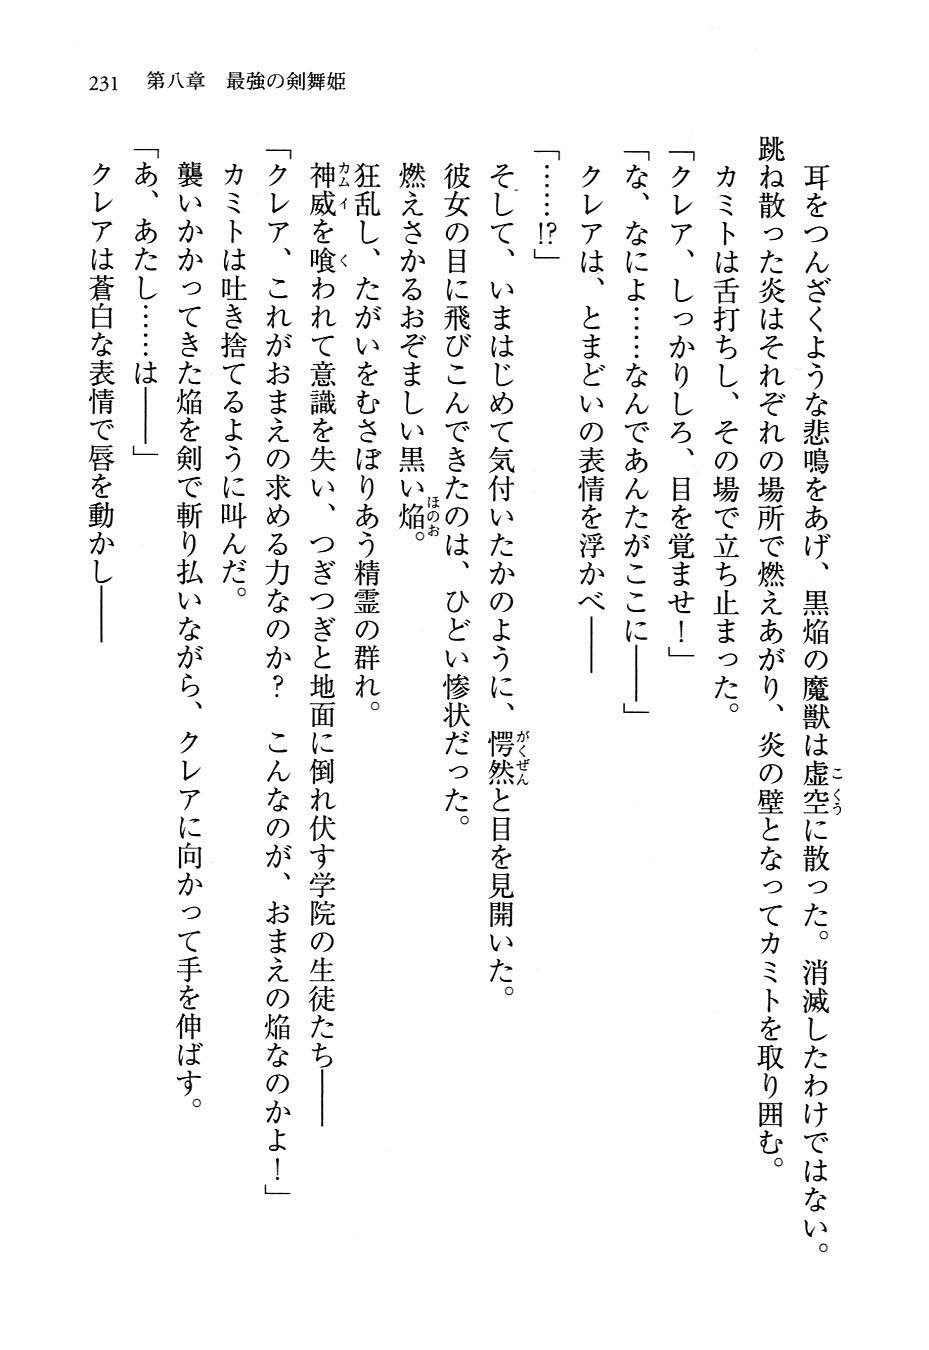 231　第八章　最強の剣舞姫
　耳をつんざくような悲鳴をあげ、黒焔の魔獣は虚空に散った。消滅したわけではない。
跳ね散った炎はそれぞれの場所で燃えあがり、炎の壁となってカミトを取り囲む。
　カミトは舌打ちし、その場で立ち止まった。
「クレア、しっかりしろ、目を覚ませ！」
「な、なによ……なんであんたがここに――」
　クレアは、とまどいの表情を浮かべ――
「……!?」
　そして、いまはじめて気付いたかのように、愕然と目を見開いた。
　彼女の目に飛びこんできたのは、ひどい惨状だった。
　燃えさかるおぞましい黒い焔。
　狂乱し、たがいをむさぼりあう精霊の群れ。
　神威を喰われて意識を失い、つぎつぎと地面に倒れ伏す学院の生徒たち――
「クレア、これがおまえの求める力なのか？　こんなのが、おまえの焔なのかよ！」
　カミトは吐き捨てるように叫んだ。
　襲いかかってきた焔を剣で斬り払いながら、クレアに向かって手を伸ばす。
「あ、あたし……は――」
　クレアは蒼白な表情で唇を動かし――